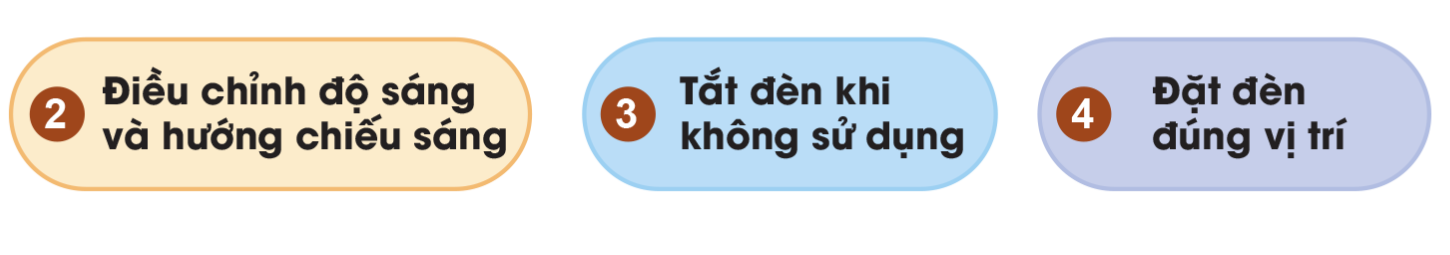 2
Điều chỉnh độ sáng
và hướng chiếu sáng
3
Tắt đèn khi
không sử dụng
4
Đặt đèn
đúng vị trí